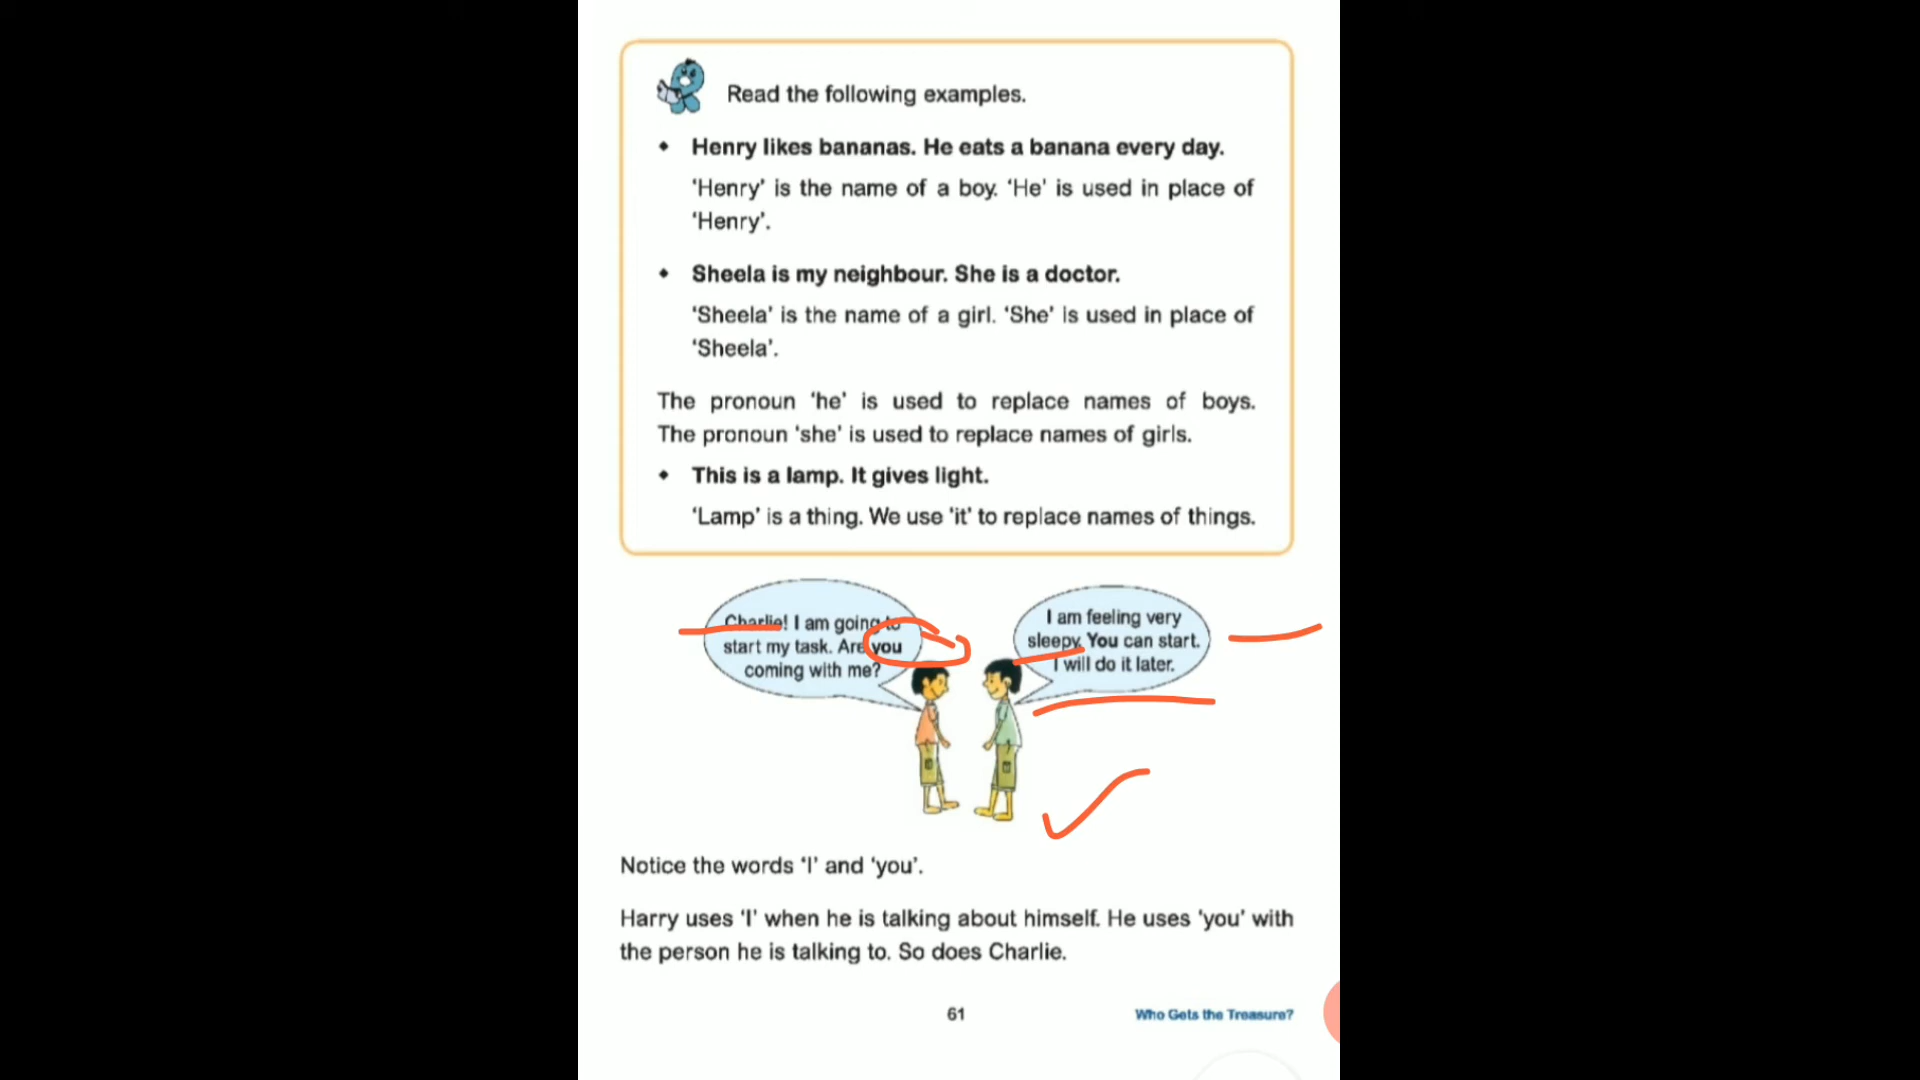 Read the following examples.
◆ Henry likes bananas. He eats a banana every day.
‘Henry’ is the name of a boy. ‘He’ is used in place of
‘Henry’.
◆ Sheela is my neighbour. She is a doctor.
‘Sheela’ is the name of a girl. ‘She’ is used in place of
‘Sheela’.
The pronoun ‘he’ is used to replace names of boys.
The pronoun ‘she’ is used to replace names of girls.
◆ This is a lamp. It gives light.
‘Lamp’ is a thing. We use ‘it’ to replace names of things.
Charlie! I am going to
start my task. Are you
coming with me?
I am feeling very
sleepy. You can start.
I will do it later.
Notice the words ‘I’ and ‘you’.
Harry uses ‘I’ when he is talking about himself. He uses ‘you’ with
the person he is talking to. So does Charlie.
61
Who Gets the Treasure?